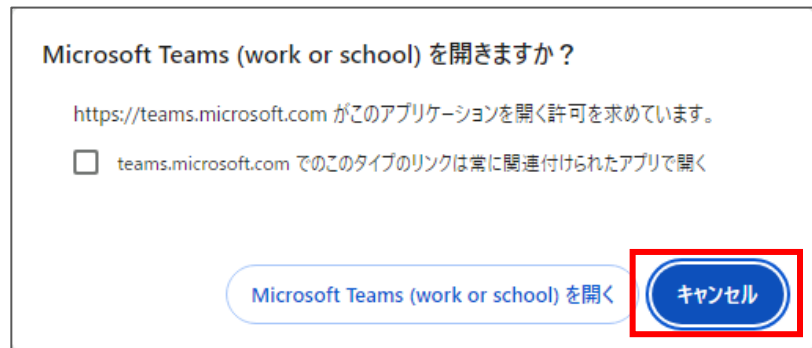 Microsoft Teams (work or school) を開きますか？
https://teams.microsoft.com がこのアプリケーションを開く許可を求めています。
teams.microsoft.com でのこのタイプのリンクは常に関連付けられたアプリで開く
Microsoft Teams (work or school) を開く キャンセル